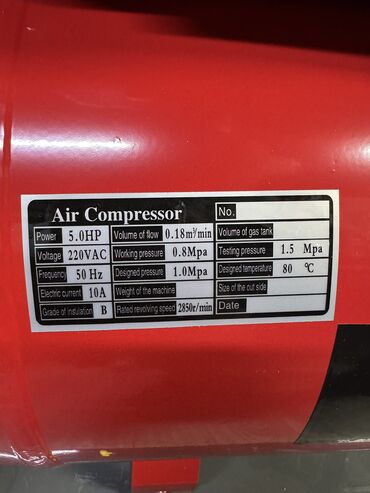 Air Compressor No.
Power 5.0HP Volume of flow 0.18m³/min Volume of gas tank
Voltage 220VAC Working pressure 0.8Mpa Testing pressure 1.5 Mpa
Frequency 50 Hz Designed pressure 1.0Mpa Designed temperature 80 ℃
Electric current 10A Weight of the machine Size of the out side
Grade of insulation B Rated revolving speed 2850r/min Date